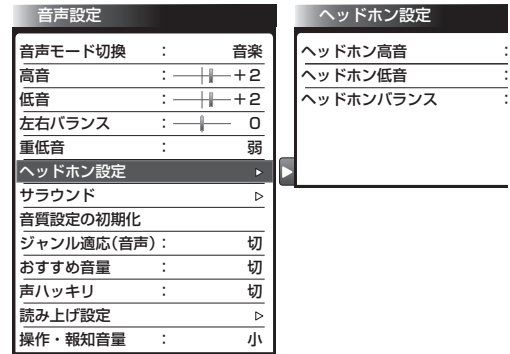 音声設定
音声モード切換 : 音楽
高音 : +2
低音 : +2
左右バランス : 0
重低音 : 弱
ヘッドホン設定
サラウンド
音質設定の初期化
ジャンル適応(音声) : 切
おすすめ音量 : 切
声ハッキリ : 切
読み上げ設定
操作・報知音量 : 小
ヘッドホン設定
ヘッドホン高音 :
ヘッドホン低音 :
ヘッドホンバランス :